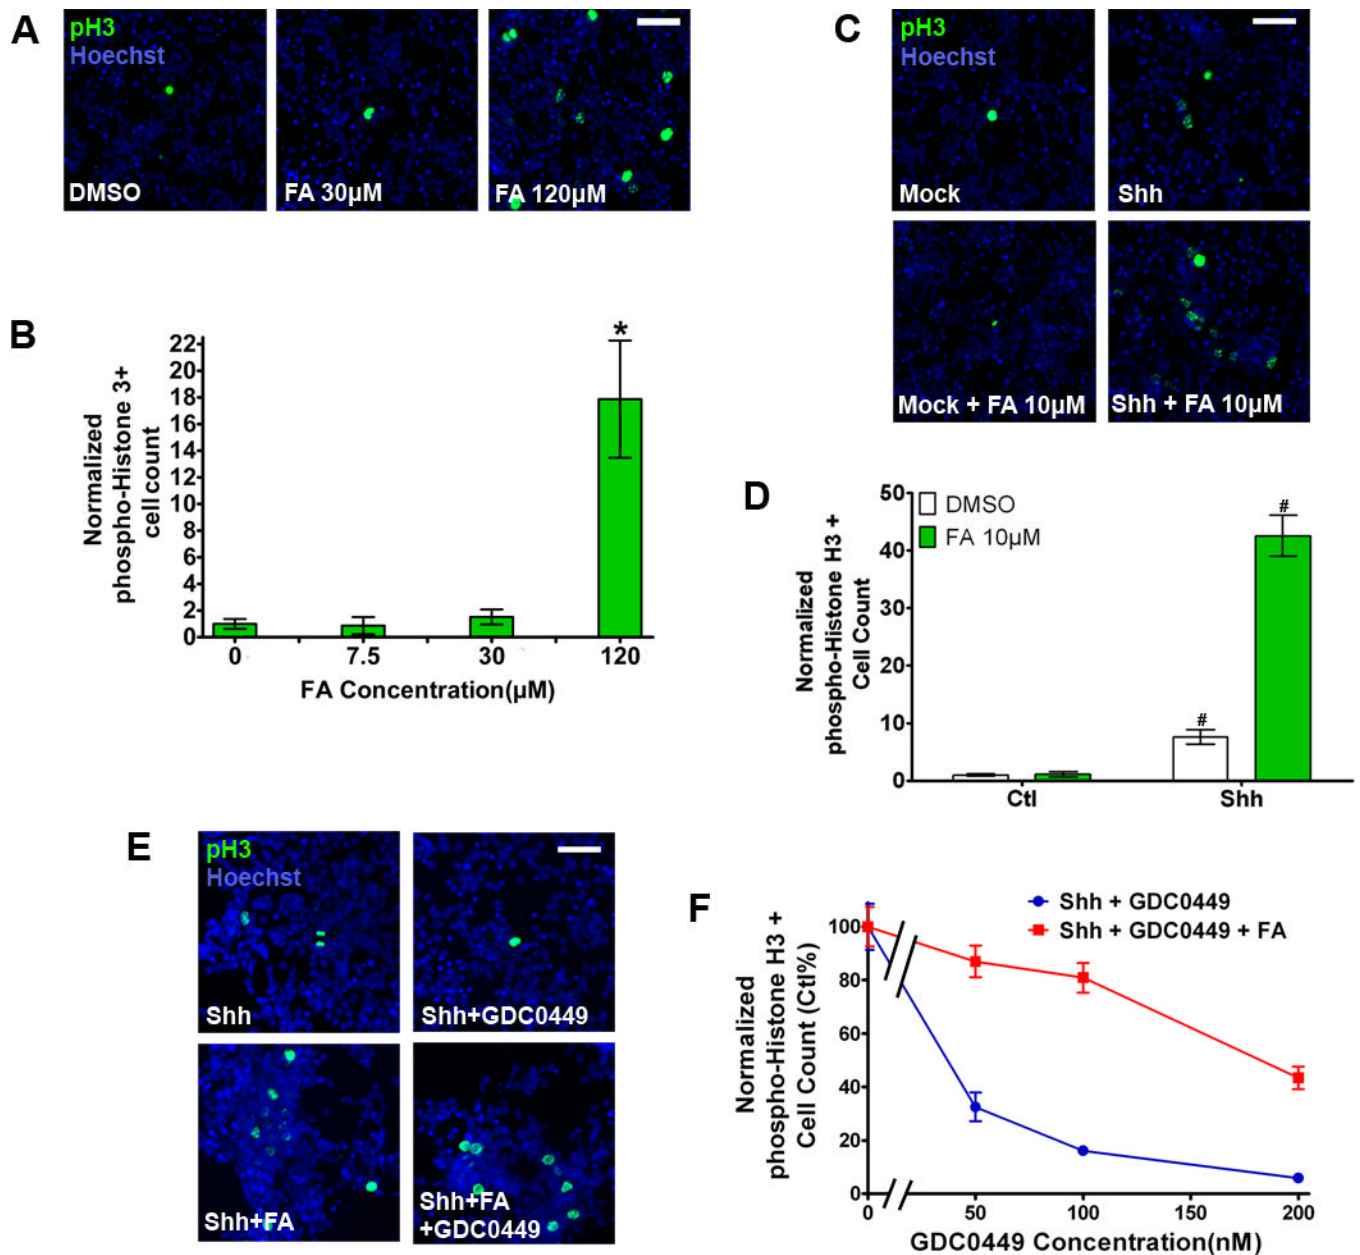 A
pH3
Hoechst
DMSO
FA 30µM
FA 120µM
B
Normalized
phospho-Histone 3+
cell count
22
20
18
16
14
12
10
8
6
4
2
0
*
0 7.5 30 120
FA Concentration(µM)
C
pH3
Hoechst
Mock
Shh
Mock + FA 10µM
Shh + FA 10µM
D
Normalized
phospho-Histone H3 +
Cell Count
50
40
30
20
10
0
DMSO
FA 10µM
#
#
Ctl Shh
E
pH3
Hoechst
Shh
Shh+GDC0449
Shh+FA
Shh+FA
+GDC0449
F
Normalized
phospho-Histone H3 +
Cell Count (Ctl%)
100
80
60
40
20
0
Shh + GDC0449
Shh + GDC0449 + FA
0 50 100 150 200
GDC0449 Concentration(nM)